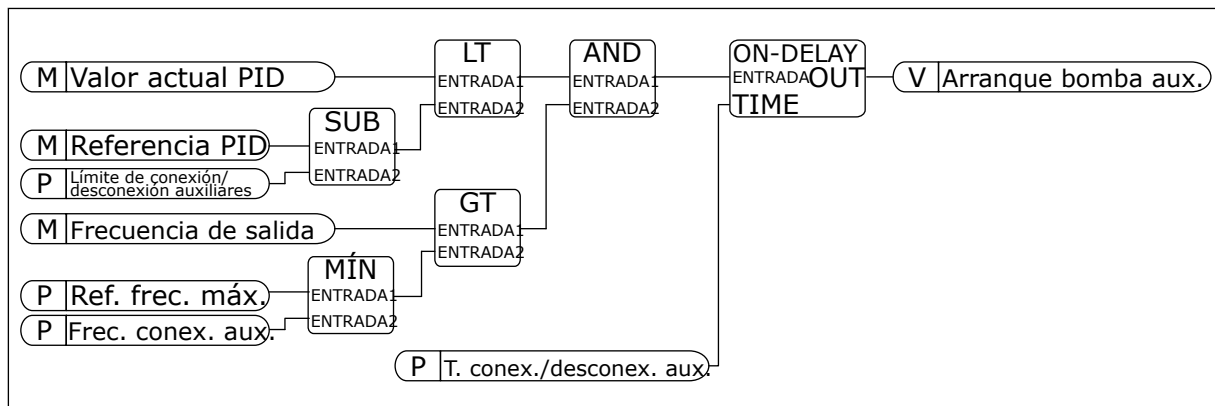 LT
AND
ON-DELAY
M Valor actual PID
ENTRADA1
ENTRADA1
ENTRADA
OUT
V Arranque bomba aux.
ENTRADA2
ENTRADA2
TIME
SUB
M Referencia PID
ENTRADA1
P Límite de conexión/
desconexión auxiliares
ENTRADA2
GT
M Frecuencia de salida
ENTRADA1
ENTRADA2
MÍN
P Ref. frec. máx.
ENTRADA1
P Frec. conex. aux.
ENTRADA2
P T. conex./desconex. aux.